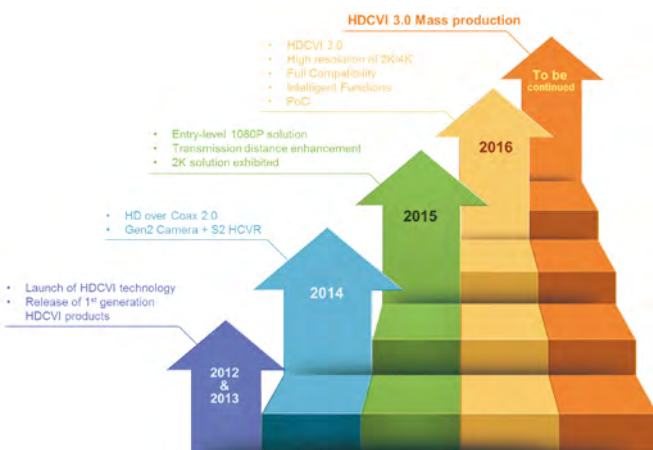 HDCVI 3.0 Mass production
• HDCVI 3.0
• High resolution of 2K/4K
• Full Compatibility
• Intelligent Functions
• PoC
To be
continued
• Entry-level 1080P solution
• Transmission distance enhancement
• 2K solution exhibited
2016
• HD over Coax 2.0
• Gen2 Camera + S2 HCVR
2015
• Launch of HDCVI technology
• Release of 1st generation
HDCVI products
2014
2012
&
2013